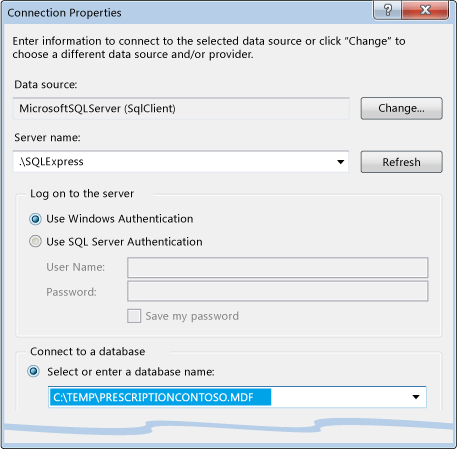 Connection Properties
?
Enter information to connect to the selected data source or click "Change" to
choose a different data source and/or provider.
Data source:
MicrosoftSQLServer (SqlClient)
Change...
Server name:
.\SQLExpress
Refresh
Log on to the server
Use Windows Authentication
Use SQL Server Authentication
User Name:
Password:
Save my password
Connect to a database
Select or enter a database name:
C:\TEMP\PRESCRIPTIONCONTOSO.MDF